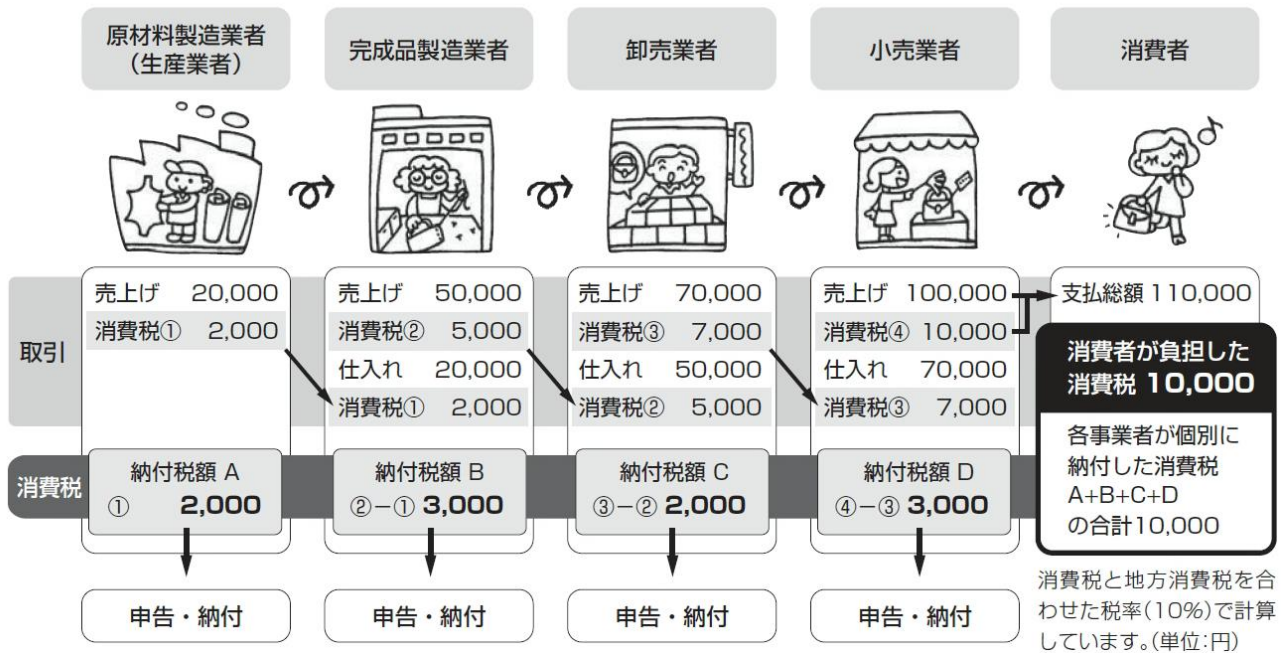 原材料製造業者
（生産業者）
完成品製造業者
卸売業者
小売業者
消費者
取引
売上げ 20,000
消費税① 2,000
売上げ 50,000
消費税② 5,000
仕入れ 20,000
消費税① 2,000
売上げ 70,000
消費税③ 7,000
仕入れ 50,000
消費税② 5,000
売上げ 100,000
消費税④ 10,000
仕入れ 70,000
消費税③ 7,000
支払総額 110,000
消費者が負担した
消費税 10,000
各事業者が個別に
納付した消費税
A+B+C+D
の合計10,000
消費税
納付税額 A
① 2,000
納付税額 B
②－① 3,000
納付税額 C
③－② 2,000
納付税額 D
④－③ 3,000
申告・納付
申告・納付
申告・納付
申告・納付
消費税と地方消費税を合
わせた税率(10%)で計算
しています。(単位:円)